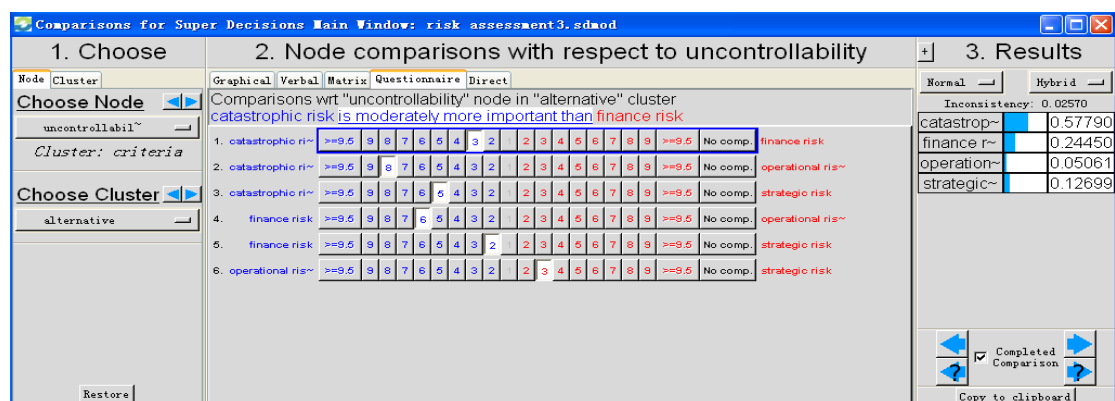 Comparisons for Super Decisions Main Window: risk assessment3.sdmod
1. Choose
2. Node comparisons with respect to uncontrollability
+ 3. Results
Node Cluster
Choose Node
uncontrollabil~
Cluster: criteria
Choose Cluster
alternative
Restore
Graphical Verbal Matrix Questionnaire Direct
Comparisons wrt "uncontrollability" node in "alternative" cluster
catastrophic risk is moderately more important than finance risk
1. catastrophic ri~ >=9.5 9 8 7 6 5 4 3 2 1 2 3 4 5 6 7 8 9 >=9.5 No comp. finance risk
2. catastrophic ri~ >=9.5 9 8 7 6 5 4 3 2 1 2 3 4 5 6 7 8 9 >=9.5 No comp. operational ris~
3. catastrophic ri~ >=9.5 9 8 7 6 5 4 3 2 1 2 3 4 5 6 7 8 9 >=9.5 No comp. strategic risk
4. finance risk >=9.5 9 8 7 6 5 4 3 2 1 2 3 4 5 6 7 8 9 >=9.5 No comp. operational ris~
5. finance risk >=9.5 9 8 7 6 5 4 3 2 1 2 3 4 5 6 7 8 9 >=9.5 No comp. strategic risk
6. operational ris~ >=9.5 9 8 7 6 5 4 3 2 1 2 3 4 5 6 7 8 9 >=9.5 No comp. strategic risk
Normal Hybrid
Inconsistency: 0.02570
catastrop~ 0.57790
finance r~ 0.24450
operation~ 0.05061
strategic~ 0.12699
Completed
Comparison
? ?
Copy to clipboard